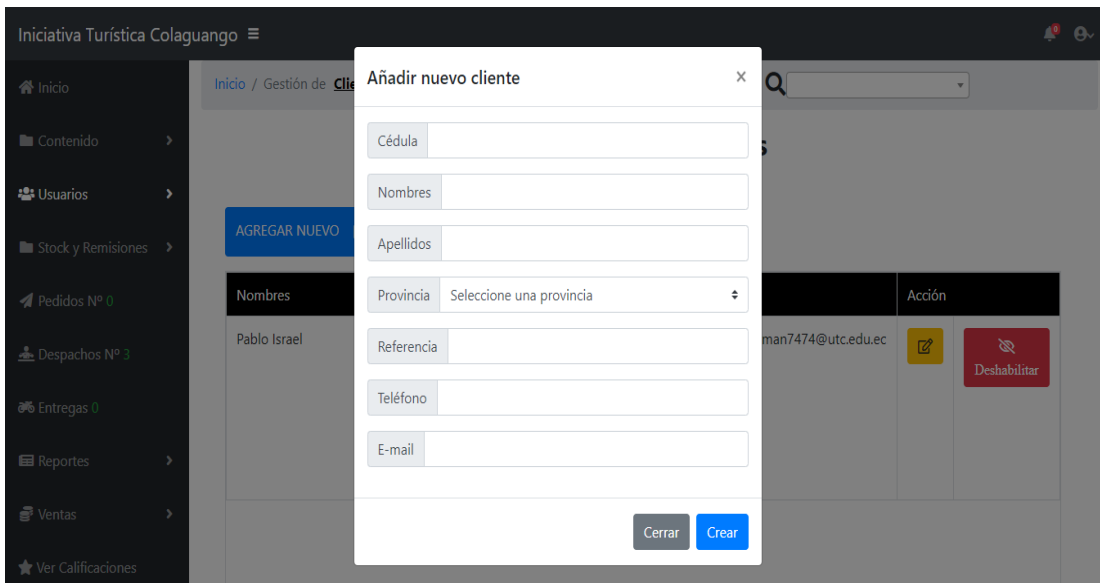 Iniciativa Turística Colaguango
0
Inicio
Contenido
Usuarios
Stock y Remisiones
Pedidos Nº 0
Despachos Nº 3
Entregas 0
Reportes
Ventas
Ver Calificaciones
Inicio / Gestión de
AGREGAR NUEVO
Nombres
Acción
Pablo Israel
man7474@utc.edu.ec
Deshabilitar
Añadir nuevo cliente
×
Cédula
Nombres
Apellidos
Provincia Seleccione una provincia
Referencia
Teléfono
E-mail
Cerrar Crear